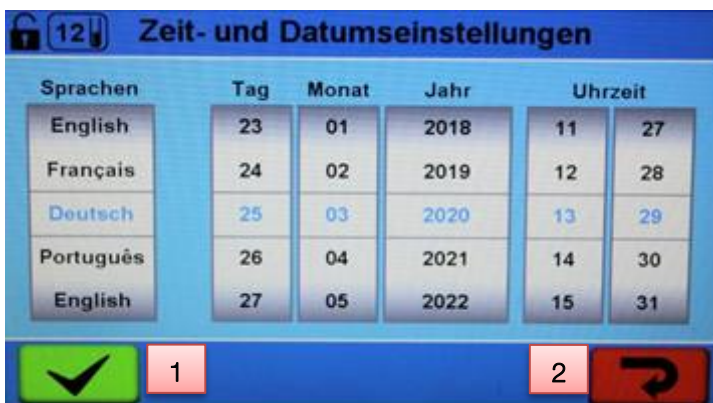 12 Zeit- und Datumseinstellungen
Sprachen Tag Monat Jahr Uhrzeit
English 23 01 2018 11 27
Français 24 02 2019 12 28
Deutsch 25 03 2020 13 29
Português 26 04 2021 14 30
English 27 05 2022 15 31
1 2